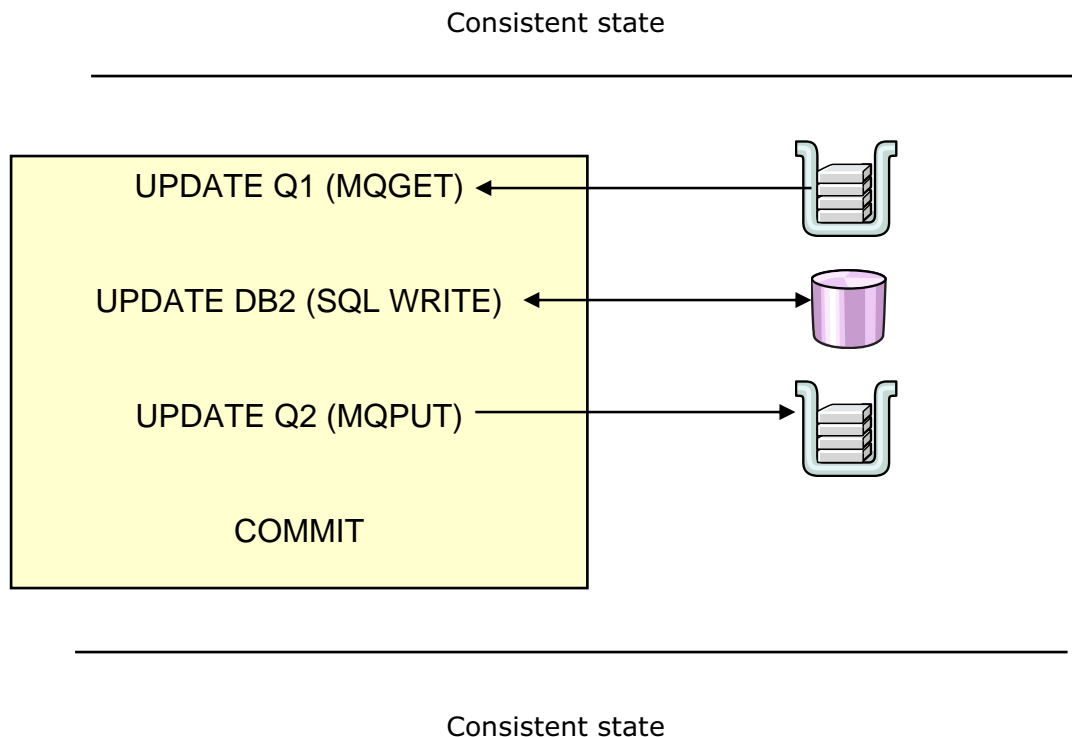 Consistent state
UPDATE Q1 (MQGET)
UPDATE DB2 (SQL WRITE)
UPDATE Q2 (MQPUT)
COMMIT
Consistent state